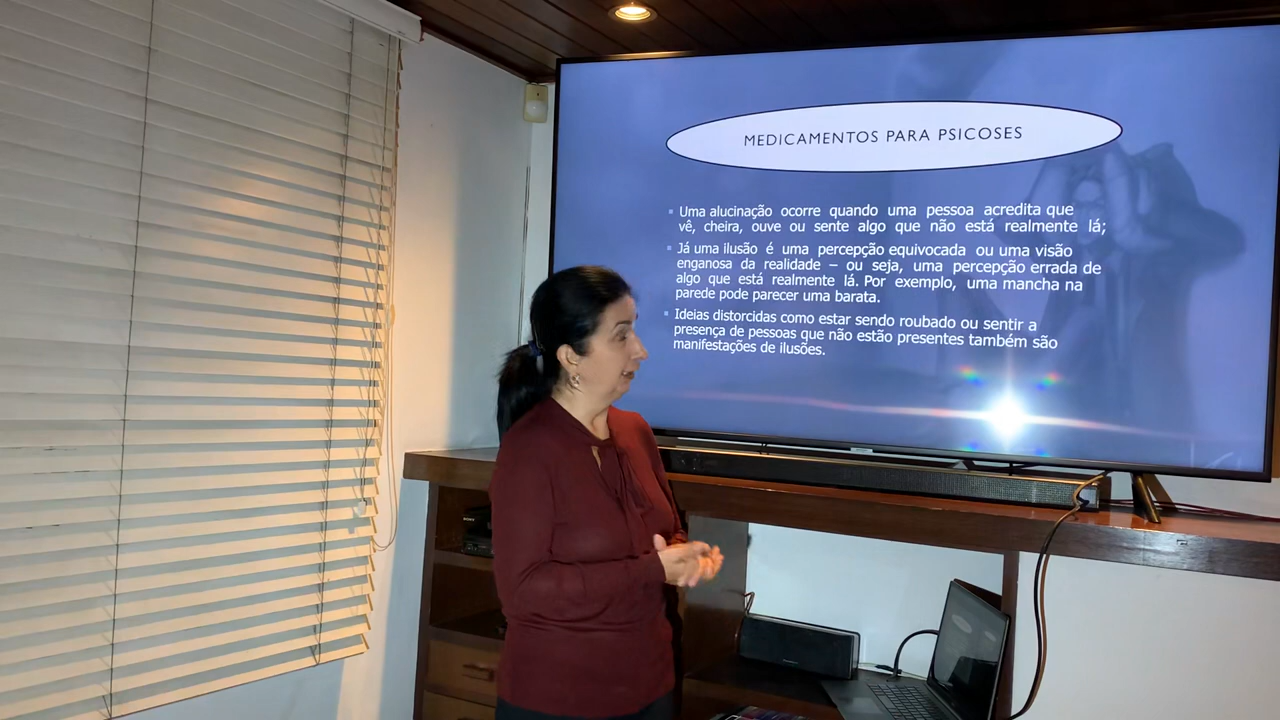 MEDICAMENTOS PARA PSICOSES
Uma alucinação ocorre quando uma pessoa acredita que
vê, cheira, ouve ou sente algo que não está realmente lá;
Já uma ilusão é uma percepção equivocada ou uma visão
enganosa da realidade – ou seja, uma percepção errada de
algo que está realmente lá. Por exemplo, uma mancha na
parede pode parecer uma barata.
Ideias distorcidas como estar sendo roubado ou sentir a
presença de pessoas que não estão presentes também são
manifestações de ilusões.
SONY